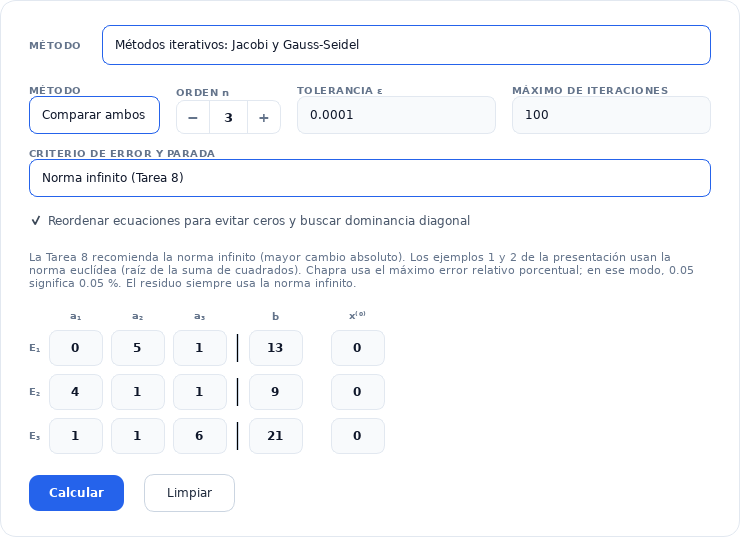 MÉTODO
Métodos iterativos: Jacobi y Gauss-Seidel
MÉTODO ORDEN n TOLERANCIA ε MÁXIMO DE ITERACIONES
Comparar ambos − 3 + 0.0001 100
CRITERIO DE ERROR Y PARADA
Norma infinito (Tarea 8)
✓ Reordenar ecuaciones para evitar ceros y buscar dominancia diagonal
La Tarea 8 recomienda la norma infinito (mayor cambio absoluto). Los ejemplos 1 y 2 de la presentación usan la
norma euclídea (raíz de la suma de cuadrados). Chapra usa el máximo error relativo porcentual; en ese modo, 0.05
significa 0.05 %. El residuo siempre usa la norma infinito.
a₁ a₂ a₃ b x⁽⁰⁾
E₁ 0 5 1 13 0
E₂ 4 1 1 9 0
E₃ 1 1 6 21 0
Calcular Limpiar